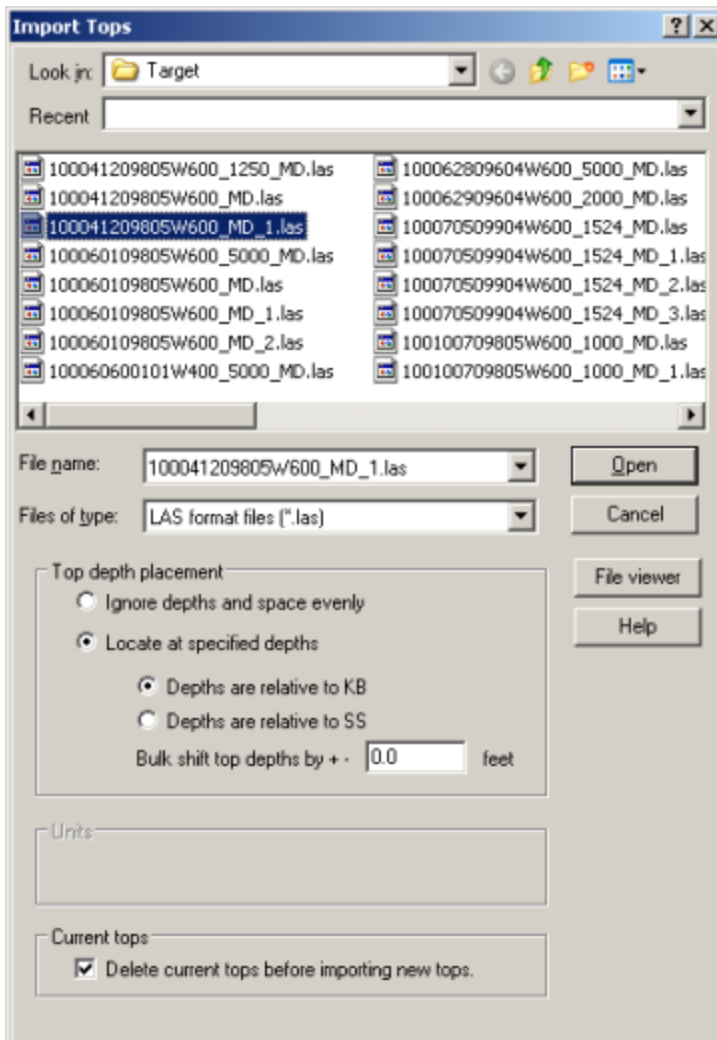 Import Tops
Look in: Target
Recent
100041209805W600_1250_MD.las
100041209805W600_MD.las
100041209805W600_MD_1.las
100060109805W600_5000_MD.las
100060109805W600_MD.las
100060109805W600_MD_1.las
100060109805W600_MD_2.las
100060600101W400_5000_MD.las
100062809604W600_5000_MD.las
100062909604W600_2000_MD.las
100070509904W600_1524_MD.las
100070509904W600_1524_MD_1.las
100070509904W600_1524_MD_2.las
100070509904W600_1524_MD_3.las
100100709805W600_1000_MD.las
100100709805W600_1000_MD_1.las
File name: 100041209805W600_MD_1.las Open
Files of type: LAS format files (*.las) Cancel
File viewer
Help
Top depth placement
Ignore depths and space evenly
Locate at specified depths
Depths are relative to KB
Depths are relative to SS
Bulk shift top depths by + - 0.0 feet
Units
Current tops
Delete current tops before importing new tops.